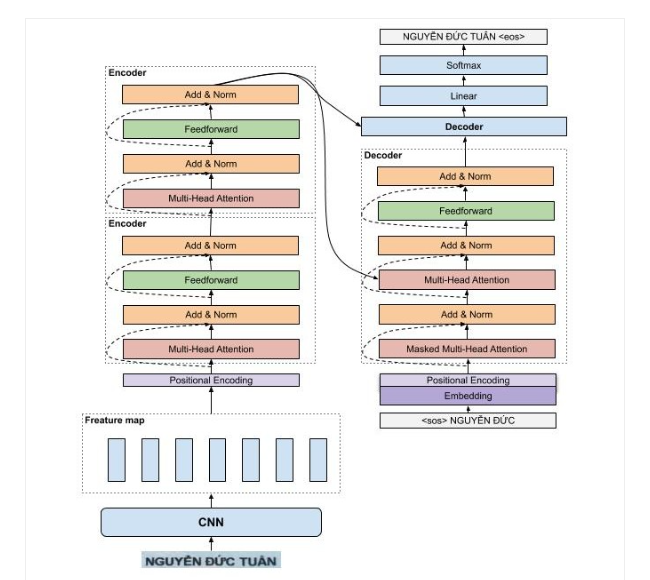 Encoder
Add & Norm
Feedforward
Add & Norm
Multi-Head Attention
Encoder
Add & Norm
Feedforward
Add & Norm
Multi-Head Attention
Positional Encoding
Freature map
CNN
NGUYỄN ĐỨC TUẤN
NGUYỄN ĐỨC TUẤN <eos>
Softmax
Linear
Decoder
Decoder
Add & Norm
Feedforward
Add & Norm
Multi-Head Attention
Add & Norm
Masked Multi-Head Attention
Positional Encoding
Embedding
<sos> NGUYỄN ĐỨC